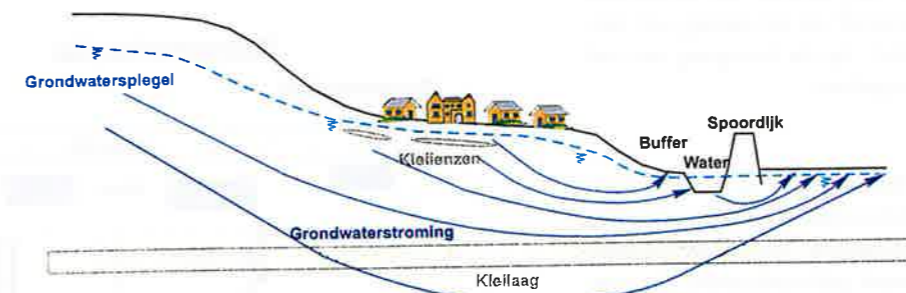 Grondwaterspiegel
Kleilenzen
Buffer
Spoordijk
Water
Grondwaterstroming
Kleilaag